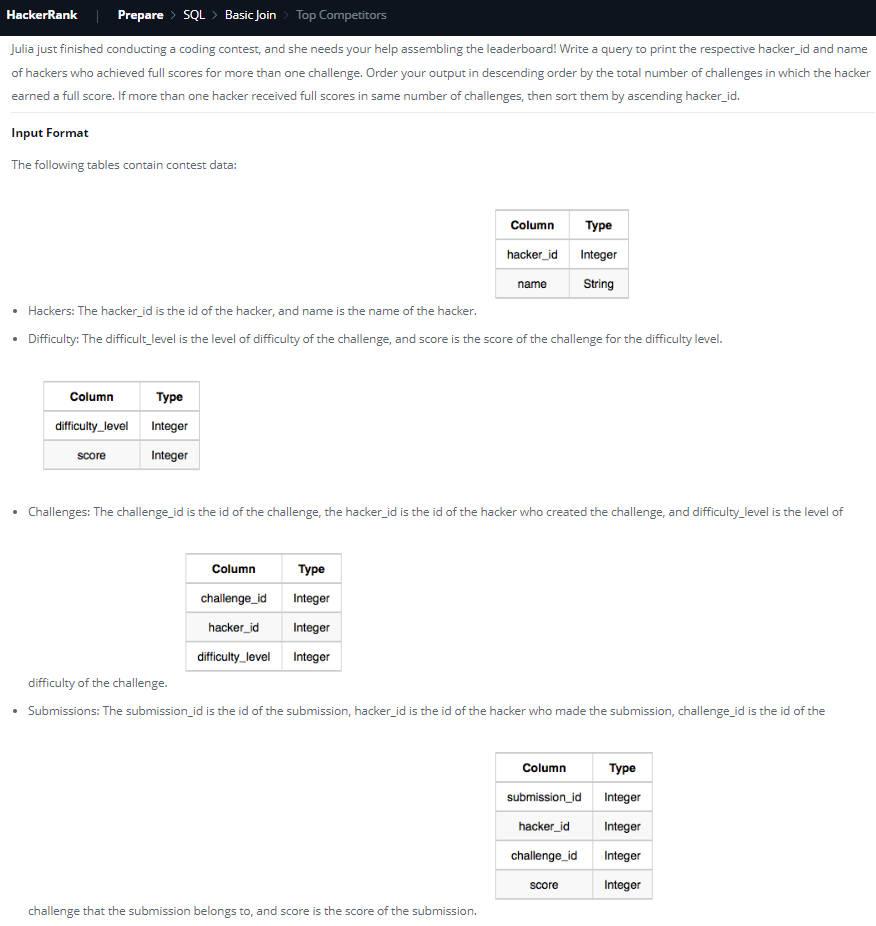 HackerRank | Prepare > SQL > Basic Join > Top Competitors
Julia just finished conducting a coding contest, and she needs your help assembling the leaderboard! Write a query to print the respective hacker_id and name
of hackers who achieved full scores for more than one challenge. Order your output in descending order by the total number of challenges in which the hacker
earned a full score. If more than one hacker received full scores in same number of challenges, then sort them by ascending hacker_id.
Input Format
The following tables contain contest data:
Column Type
hacker_id Integer
name String
• Hackers: The hacker_id is the id of the hacker, and name is the name of the hacker.
• Difficulty: The difficult_level is the level of difficulty of the challenge, and score is the score of the challenge for the difficulty level.
Column Type
difficulty_level Integer
score Integer
• Challenges: The challenge_id is the id of the challenge, the hacker_id is the id of the hacker who created the challenge, and difficulty_level is the level of
Column Type
challenge_id Integer
hacker_id Integer
difficulty_level Integer
difficulty of the challenge.
• Submissions: The submission_id is the id of the submission, hacker_id is the id of the hacker who made the submission, challenge_id is the id of the
Column Type
submission_id Integer
hacker_id Integer
challenge_id Integer
score Integer
challenge that the submission belongs to, and score is the score of the submission.